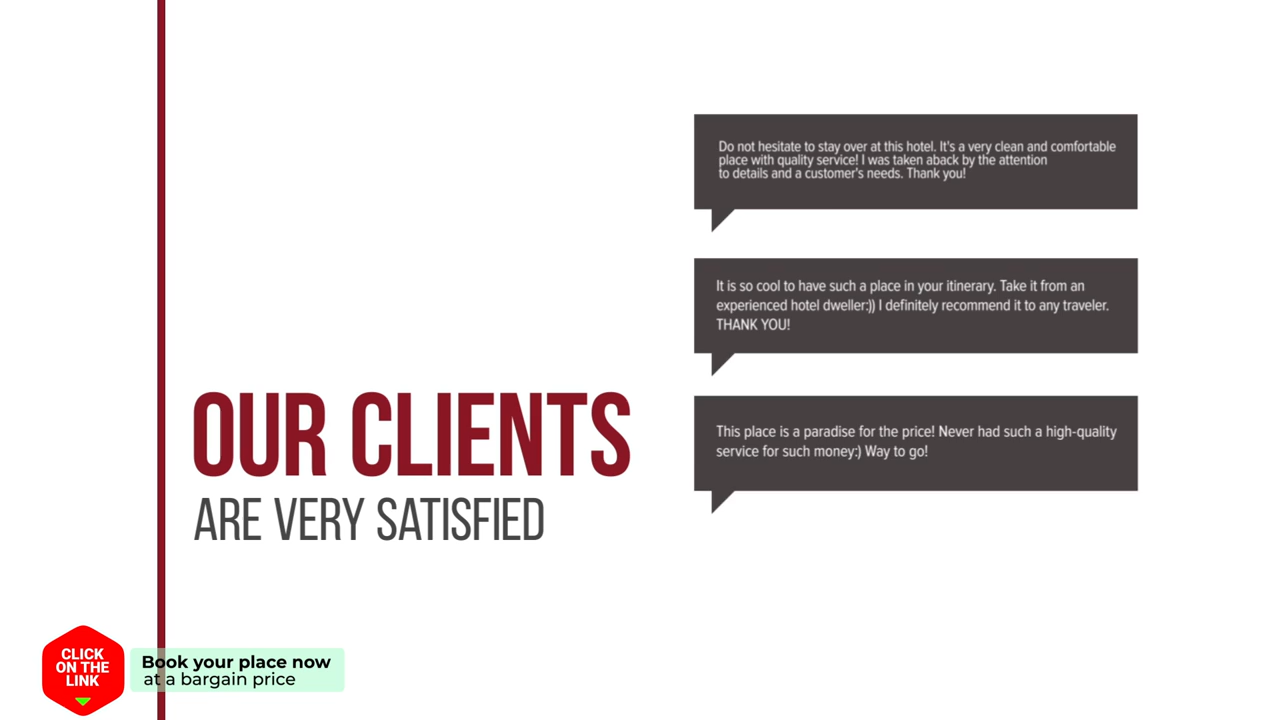 Do not hesitate to stay over at this hotel. It's a very clean and comfortable
place with quality service! I was taken aback by the attention
to details and a customer's needs. Thank you!
It is so cool to have such a place in your itinerary. Take it from an
experienced hotel dweller:)) I definitely recommend it to any traveler.
THANK YOU!
This place is a paradise for the price! Never had such a high-quality
service for such money:) Way to go!
OUR CLIENTS
ARE VERY SATISFIED
CLICK
ON THE
LINK
Book your place now
at a bargain price